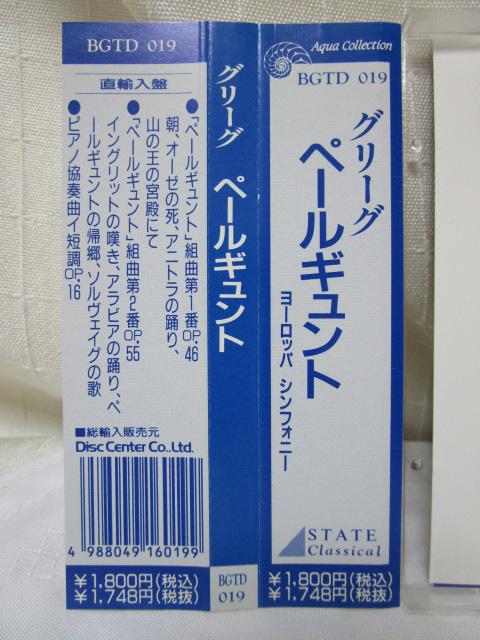 BGTD 019
直輸入盤
●「ペールギュント」組曲第1番OP.46
朝、オーゼの死、アニトラの踊り、
山の王の宮殿にて
●「ペールギュント」組曲第2番OP.55
イングリットの嘆き、アラビアの踊り、ペ
ールギュントの帰郷、ソルヴェイグの歌
●ピアノ協奏曲イ短調OP.16
■総輸入販売元
Disc Center Co.,Ltd.
4 988049 160199
¥1,800円(税込)
¥1,748円(税抜)
グリーグ ペールギュント
BGTD
019
Aqua Collection
BGTD 019
グリーグ
ペールギュント
ヨーロッパ シンフォニー
STATE
Classical
¥1,800円(税込)
¥1,748円(税抜)